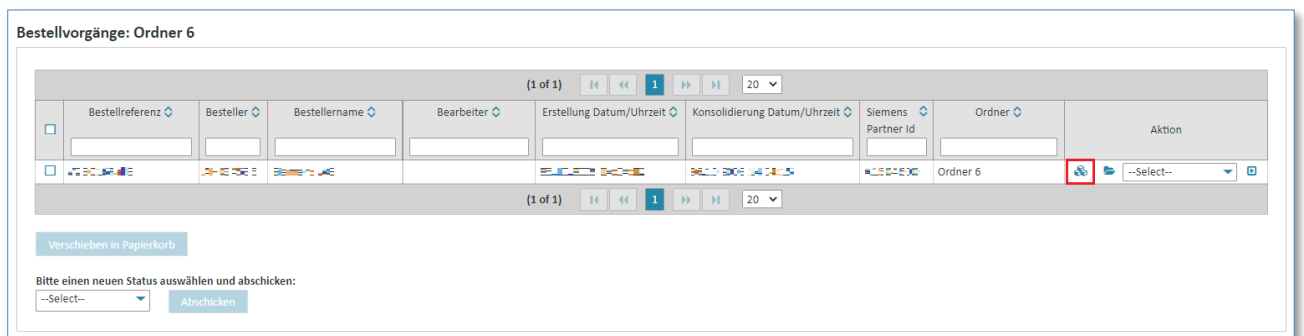 Bestellvorgänge: Ordner 6
(1 of 1) 1 20
Bestellreferenz Besteller Bestellername Bearbeiter Erstellung Datum/Uhrzeit Konsolidierung Datum/Uhrzeit Siemens Partner Id Ordner Aktion
Ordner 6 --Select--
(1 of 1) 1 20
Verschieben in Papierkorb
Bitte einen neuen Status auswählen und abschicken:
--Select-- Abschicken